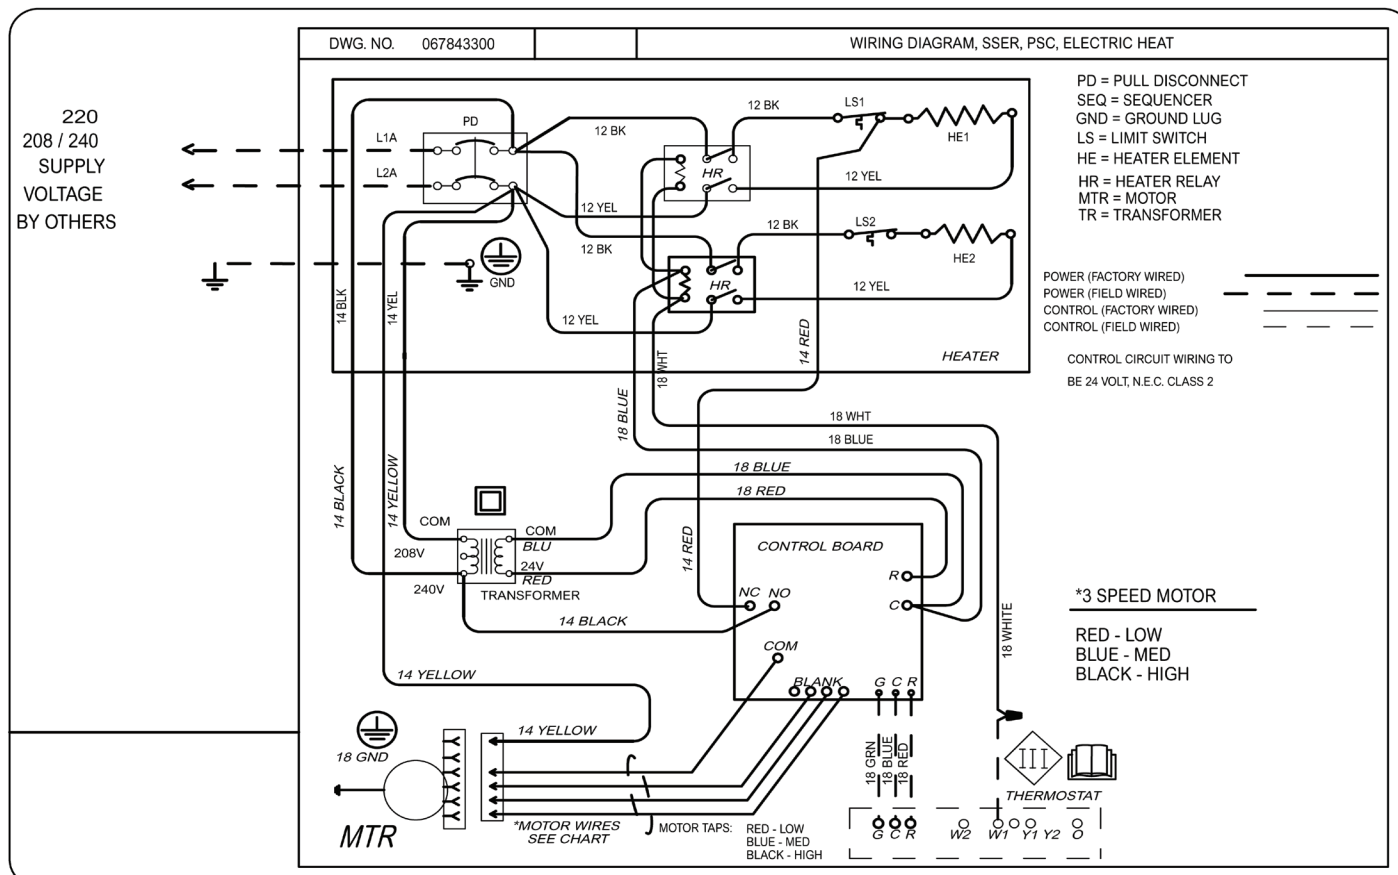 DWG. NO. 067843300
WIRING DIAGRAM, SSER, PSC, ELECTRIC HEAT
220
208 / 240
SUPPLY
VOLTAGE
BY OTHERS
L1A
L2A
PD
GND
14 BLK
14 YEL
12 BK
12 YEL
12 BK
12 YEL
HR
HR
12 BK
LS1
HE1
12 YEL
12 BK
LS2
HE2
12 YEL
14 RED
HEATER
18 WHT
18 BLUE
PD = PULL DISCONNECT
SEQ = SEQUENCER
GND = GROUND LUG
LS = LIMIT SWITCH
HE = HEATER ELEMENT
HR = HEATER RELAY
MTR = MOTOR
TR = TRANSFORMER
POWER (FACTORY WIRED)
POWER (FIELD WIRED)
CONTROL (FACTORY WIRED)
CONTROL (FIELD WIRED)
CONTROL CIRCUIT WIRING TO
BE 24 VOLT, N.E.C. CLASS 2
18 WHT
18 BLUE
18 BLUE
18 RED
14 BLACK
14 YELLOW
COM
208V
240V
COM
BLU
24V
RED
TRANSFORMER
14 BLACK
14 RED
CONTROL BOARD
R
C
NC NO
COM
BLANK
G C R
18 WHITE
*3 SPEED MOTOR
RED - LOW
BLUE - MED
BLACK - HIGH
14 YELLOW
14 YELLOW
18 GND
MTR
*MOTOR WIRES
SEE CHART
MOTOR TAPS: RED - LOW
BLUE - MED
BLACK - HIGH
18 GRN
18 BLUE
18 RED
III
THERMOSTAT
G C R W2 W1 Y1 Y2 O